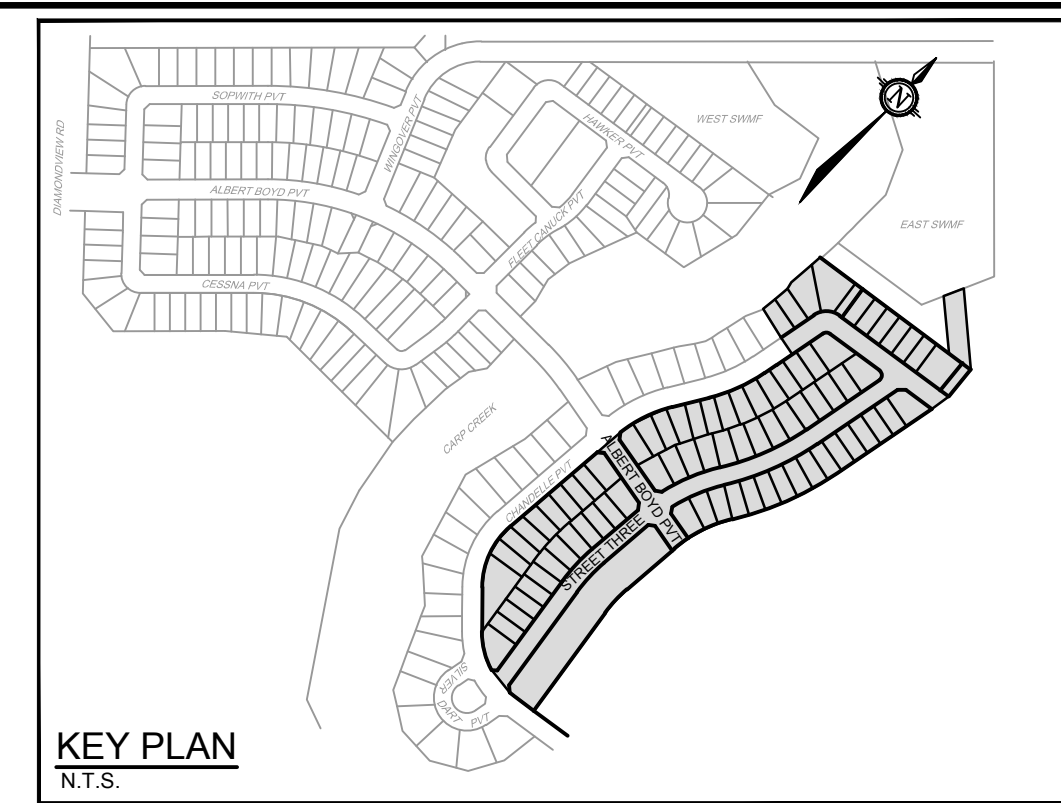 SOPWITH PVT
WINGOVER PVT
HAWKER PVT
WEST SWMF
N
DIAMONDVIEW RD
ALBERT BOYD PVT
FLEET CANUCK PVT
EAST SWMF
CESSNA PVT
CARP CREEK
CHANDELLE PVT
ALBERT BOYD PVT
STREET THREE
SILVER
DART PVT
KEY PLAN
N.T.S.